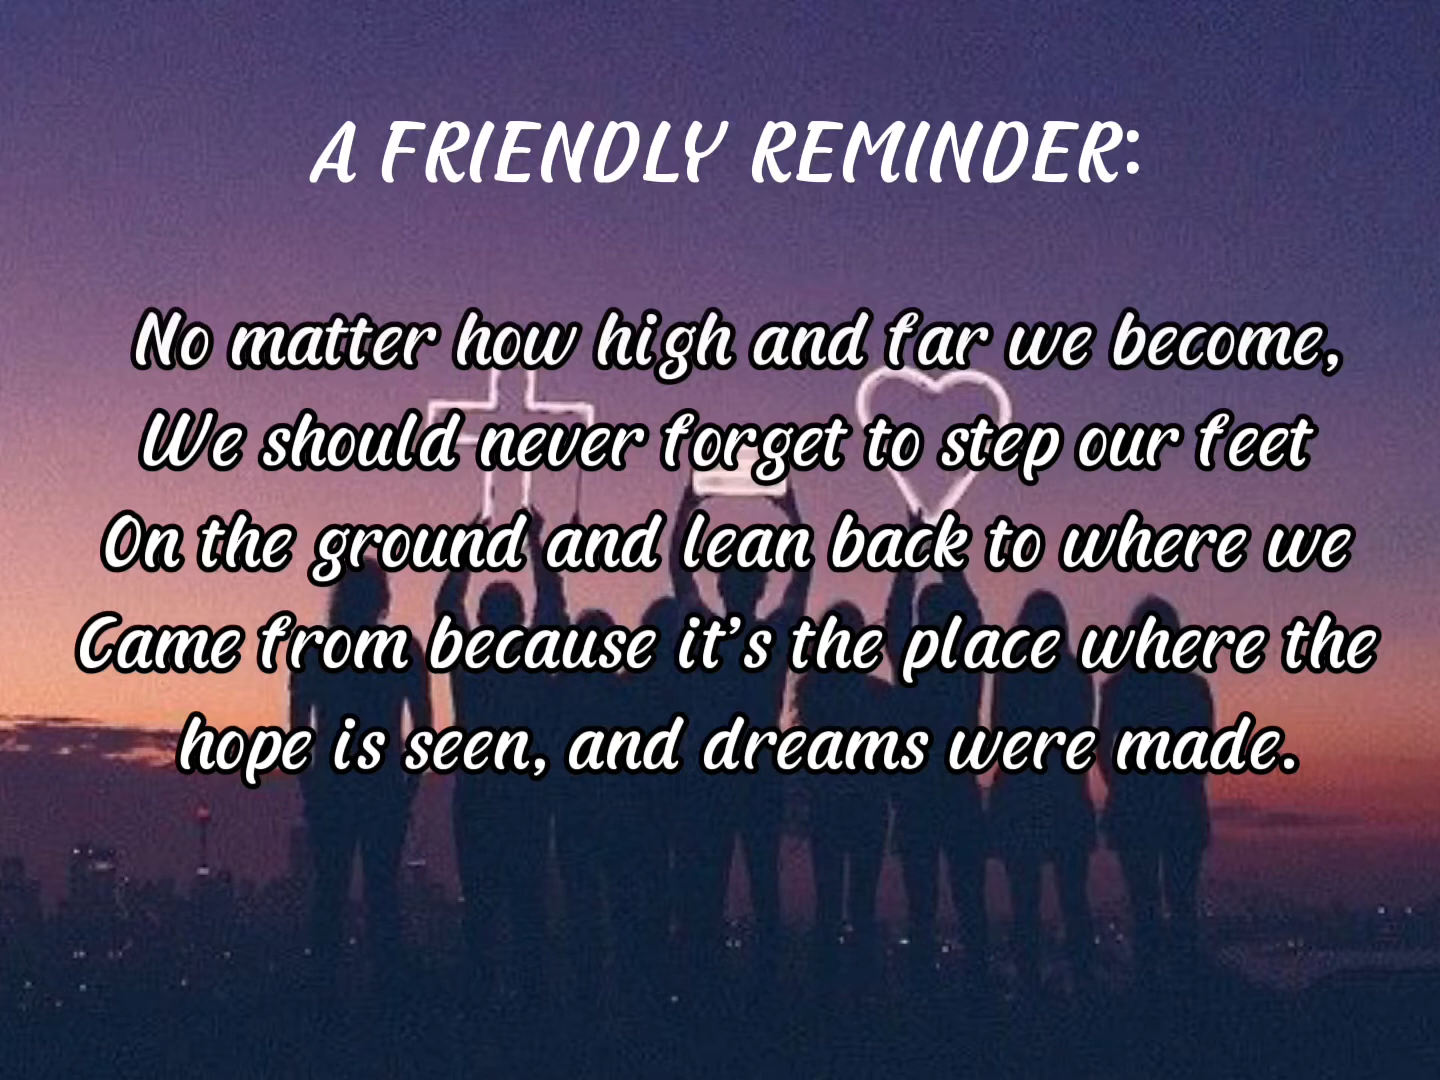 A FRIENDLY REMINDER:
No matter how high and far we become,
We should never forget to step our feet
On the ground and lean back to where we
Came from because it's the place where the
hope is seen, and dreams were made.